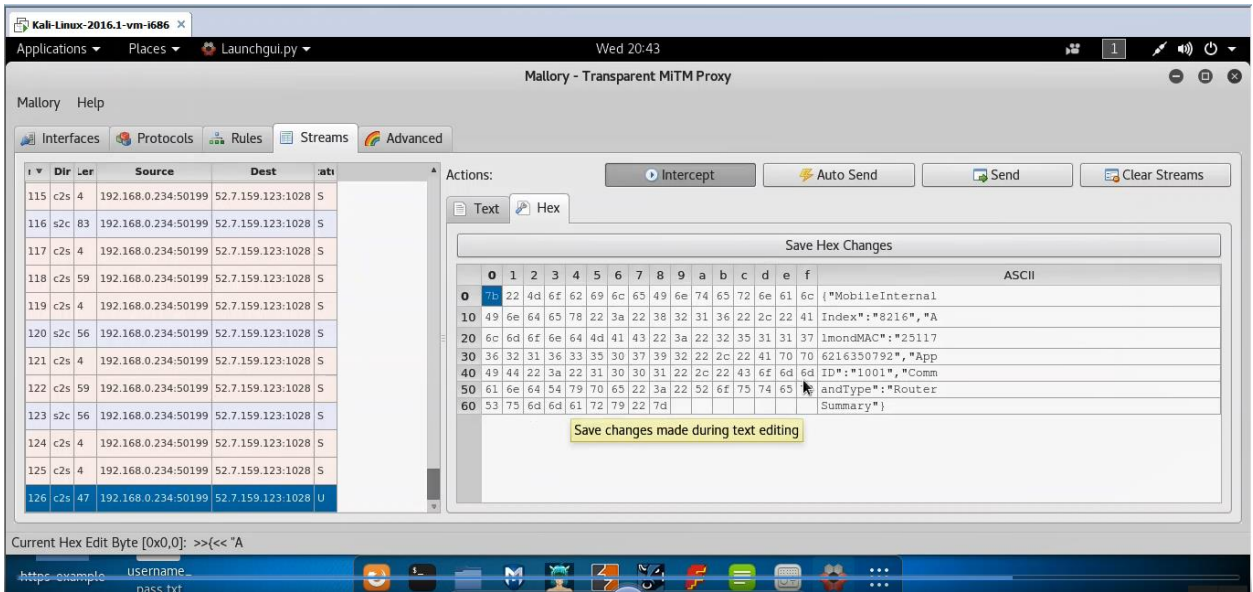 Kali-Linux-2016.1-vm-i686 ×
Applications Places Launchgui.py Wed 20:43 1
Mallory - Transparent MiTM Proxy
Mallory Help
Interfaces Protocols Rules Streams Advanced
Dir Len Source Dest
115 c2s 4 192.168.0.234:50199 52.7.159.123:1028 S
116 s2c 83 192.168.0.234:50199 52.7.159.123:1028 S
117 c2s 4 192.168.0.234:50199 52.7.159.123:1028 S
118 c2s 59 192.168.0.234:50199 52.7.159.123:1028 S
119 c2s 4 192.168.0.234:50199 52.7.159.123:1028 S
120 s2c 56 192.168.0.234:50199 52.7.159.123:1028 S
121 c2s 4 192.168.0.234:50199 52.7.159.123:1028 S
122 c2s 59 192.168.0.234:50199 52.7.159.123:1028 S
123 s2c 56 192.168.0.234:50199 52.7.159.123:1028 S
124 c2s 4 192.168.0.234:50199 52.7.159.123:1028 S
125 c2s 4 192.168.0.234:50199 52.7.159.123:1028 S
126 c2s 47 192.168.0.234:50199 52.7.159.123:1028 U
Actions: Intercept Auto Send Send Clear Streams
Text Hex
Save Hex Changes
0 1 2 3 4 5 6 7 8 9 a b c d e f ASCII
0 7b 22 4d 6f 62 69 6c 65 49 6e 74 65 72 6e 61 6c {"MobileInternal
10 49 6e 64 65 78 22 3a 22 38 32 31 36 22 2c 22 41 Index":"8216","A
20 6c 6d 6f 6e 64 4d 41 43 22 3a 22 32 35 31 31 37 lmondMAC":"25117
30 36 32 31 36 33 35 30 37 39 32 22 2c 22 41 70 70 6216350792","App
40 49 44 22 3a 22 31 30 30 31 22 2c 22 43 6f 6d 6d ID":"1001","Comm
50 61 6e 64 54 79 70 65 22 3a 22 52 6f 75 74 65 andType":"Router
60 53 75 6d 6d 61 72 79 22 7d Summary"}
Save changes made during text editing
Current Hex Edit Byte [0x0,0]: >>{<< "A
https-example username_
pass.txt